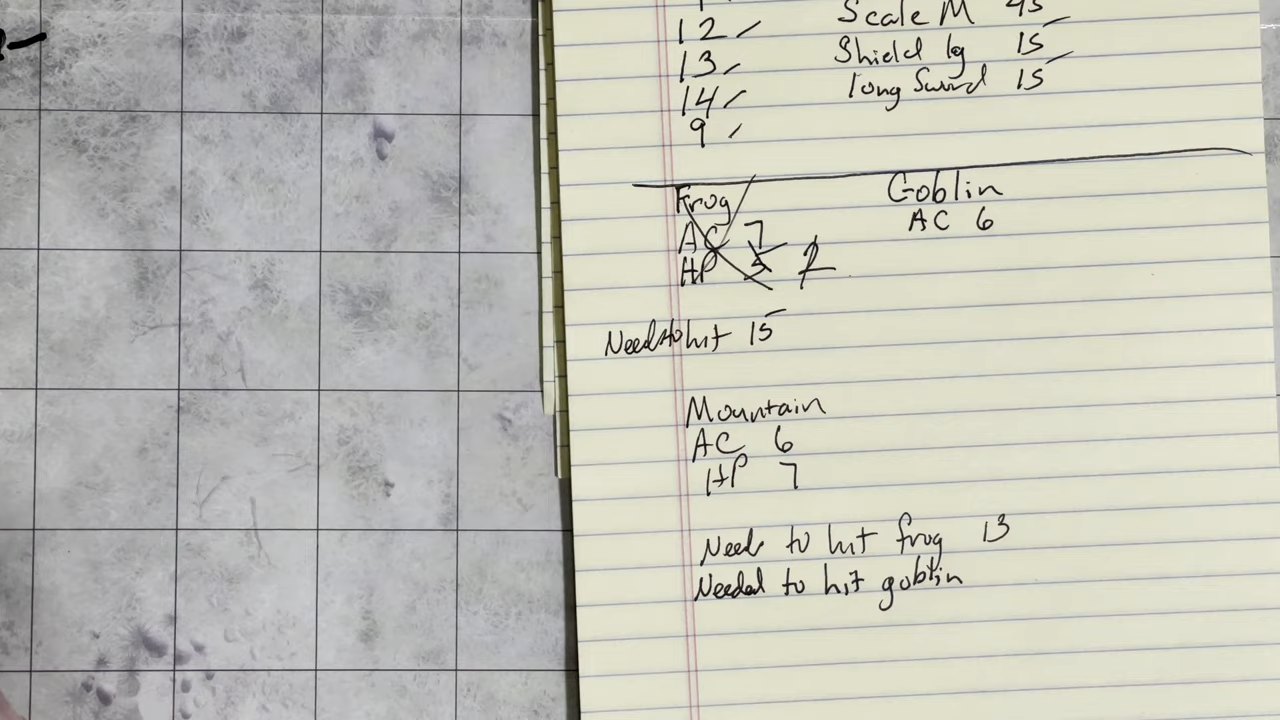 12 ✓
13 ✓
14 ✓
9 ✓
Scale M 45
Shield lg 15
long Sword 15
Frog
AC 7
HP 5 2
Goblin
AC 6
Needs to hit 15
Mountain
AC 6
HP 7
Need to hit frog 13
Needed to hit goblin